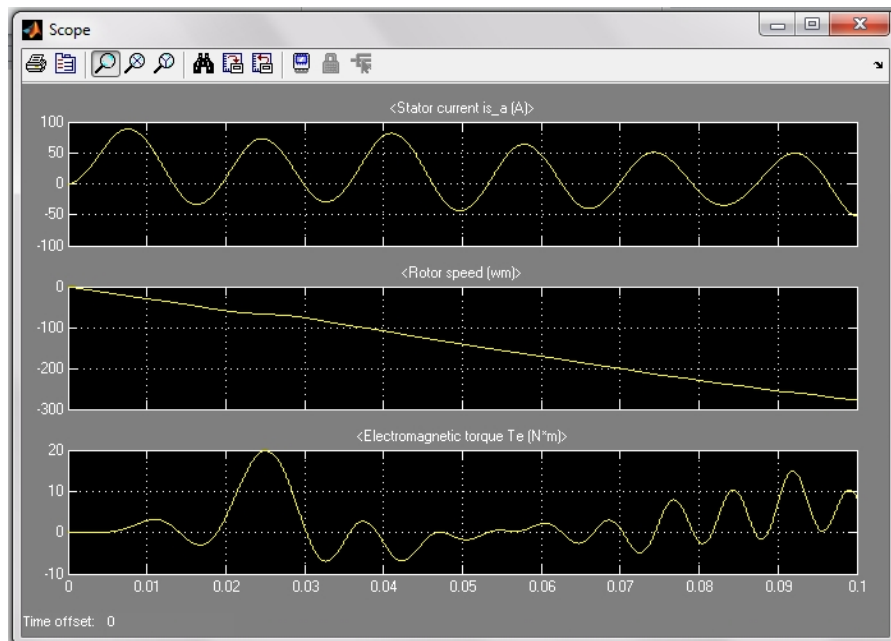 Scope
<Stator current is_a (A)>
100
50
0
-50
-100
<Rotor speed (wm)>
0
-100
-200
-300
<Electromagnetic torque Te (N*m)>
20
10
0
-10
0 0.01 0.02 0.03 0.04 0.05 0.06 0.07 0.08 0.09 0.1
Time offset: 0